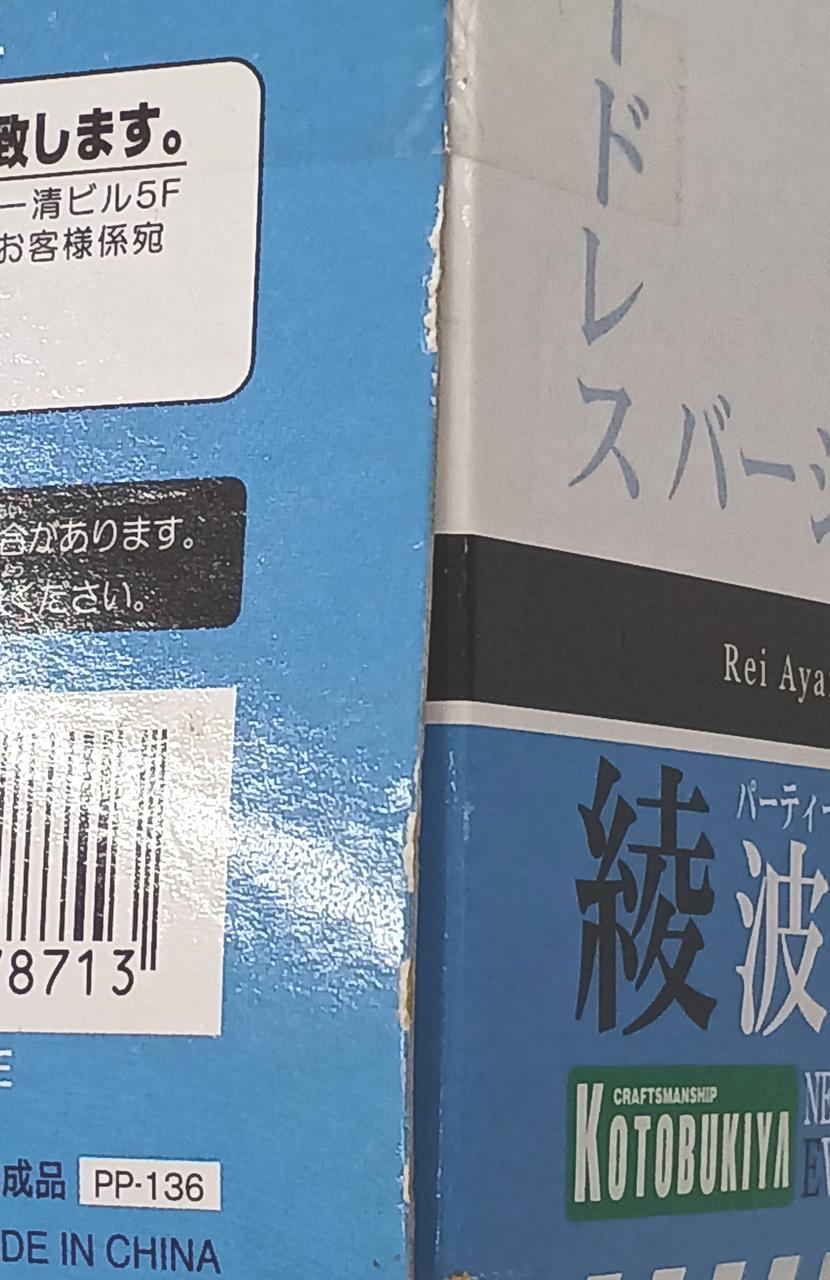 致します。
ー清ビル5F
お客様係宛
合があります。
ください。
78713
E
成品 PP-136
DE IN CHINA
ードレス
バージ
Rei Aya
パーティー
綾波
CRAFTSMANSHIP
KOTOBUKIYA
NE
EV